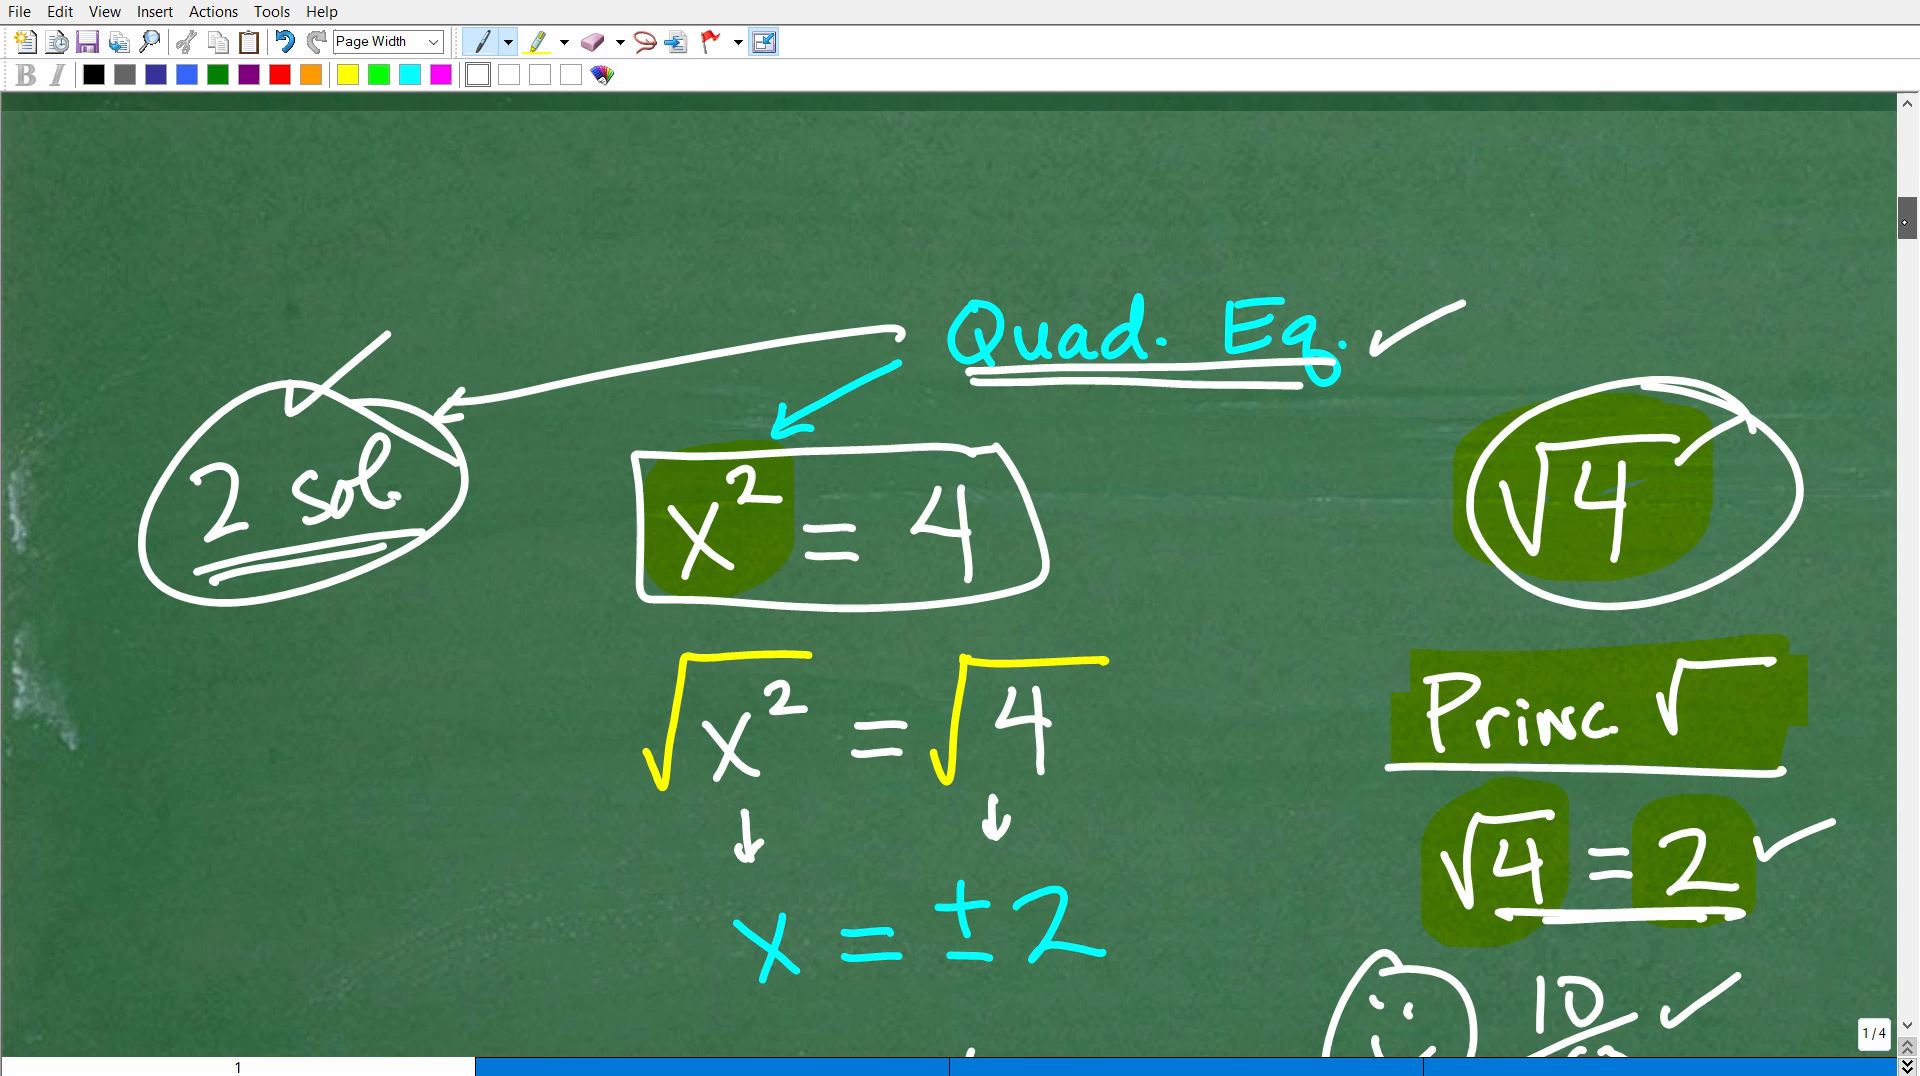 File Edit View Insert Actions Tools Help
Page Width
B I
Quad. Eq.
2 sol.
x² = 4
√4
√x² = √4
Princ √
√4 = 2
x = ±2
10
1 / 4
1